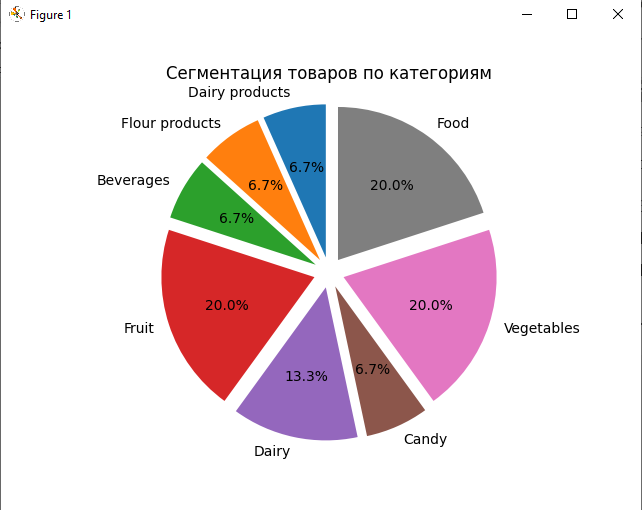 Figure 1
Сегментация товаров по категориям
Dairy products
Flour products
Food
6.7%
6.7%
20.0%
Beverages
6.7%
20.0%
20.0%
Fruit
Vegetables
13.3%
6.7%
Candy
Dairy